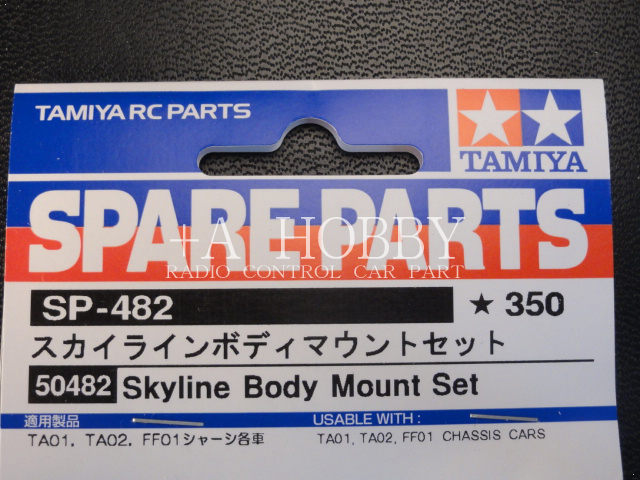 TAMIYA RC PARTS
TAMIYA
SPARE PARTS
+A HOBBY
RADIO CONTROL CAR PART
SP-482
★ 350
スカイラインボディマウントセット
50482 Skyline Body Mount Set
適用製品
TA01, TA02, FF01シャーシ各車
USABLE WITH :
TA01, TA02, FF01 CHASSIS CARS